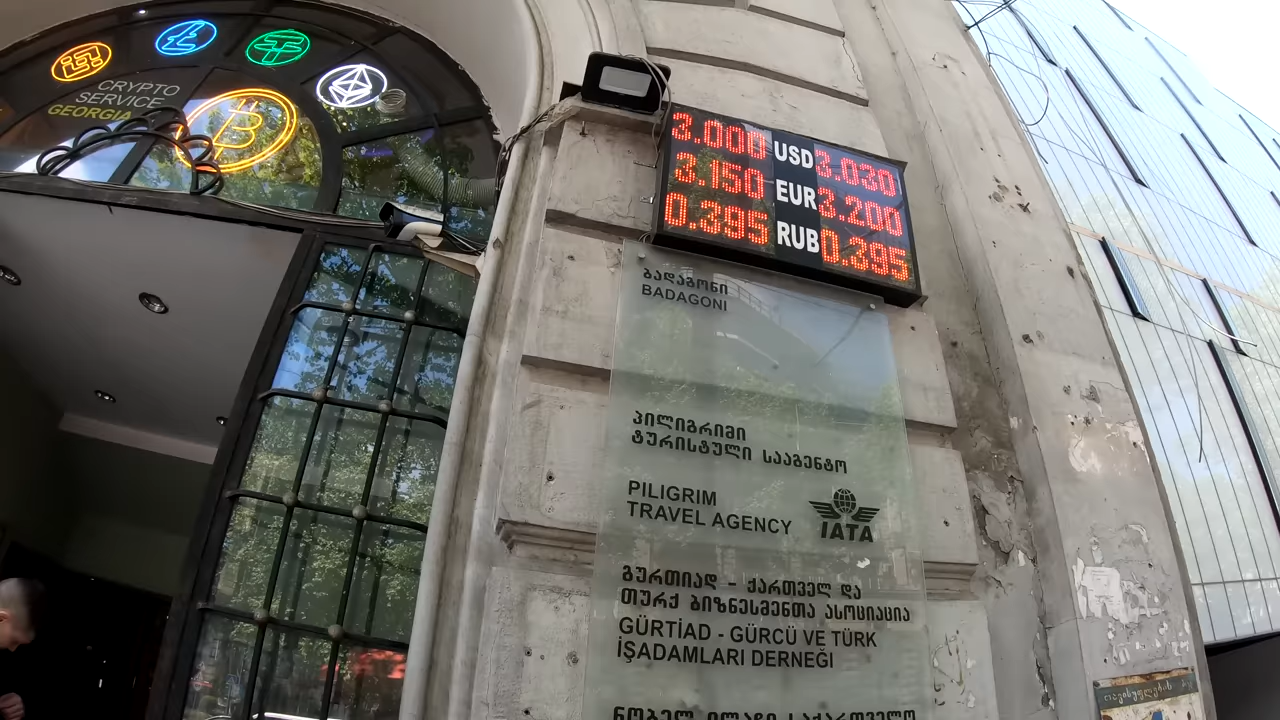 CRYPTO
SERVICE
GEORGIA
3.000 USD 3.030
3.150 EUR 3.200
0.395 RUB 0.395
ბადაგონი
BADAGONI
პილიგრიმი
ტურისტული სააგენტო
PILIGRIM
TRAVEL AGENCY
IATA
გურთიად - ქართველ და
თურქ ბიზნესმენთა ასოციაცია
GÜRTİAD - GÜRCÜ VE TÜRK
İŞADAMLARI DERNEĞİ